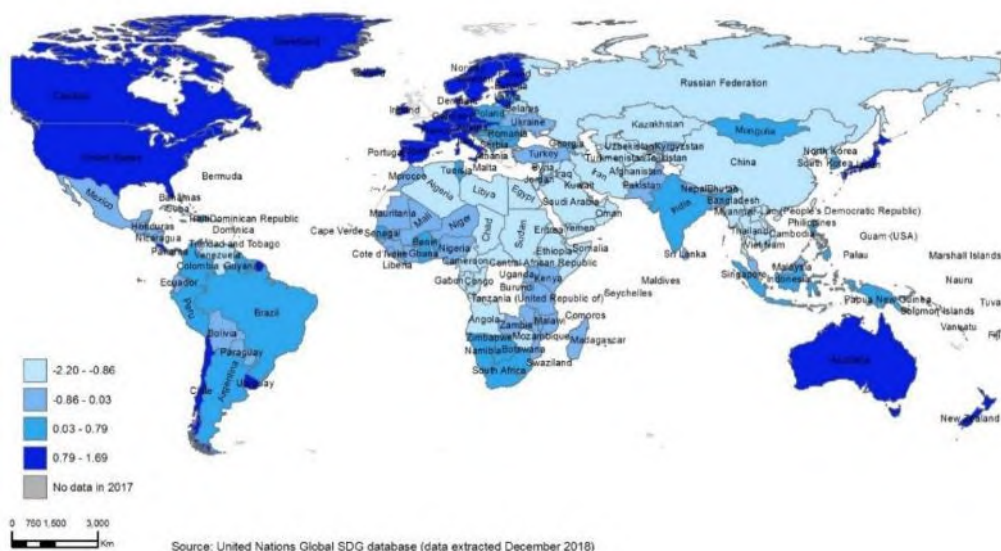 Greenland
Canada
United States
Bermuda
Mexico
Bahamas
Cuba
Haiti Dominican Republic
Honduras
Dominica
Nicaragua
Trinidad and Tobago
Panama
Venezuela
Colombia Guyana
Ecuador
Peru
Brazil
Bolivia
Paraguay
Argentina
Uruguay
Chile
Ireland
Poland
Belarus
Ukraine
Romania
Serbia
Albania
Portugal
Malta
Georgia
Turkey
Syria
Iraq
Jordan
Kuwait
Iran
Russian Federation
Kazakhstan
Mongolia
Uzbekistan Kyrgyzstan
Turkmenistan Tajikistan
Afghanistan
China
North Korea
South Korea Japan
Pakistan
Nepal Bhutan
Bangladesh
India
Lao (People's Democratic Republic)
Philippines
Thailand Cambodia
Viet Nam
Guam (USA)
Palau
Marshall Islands
Nauru
Sri Lanka
Maldives
Malaysia
Singapore
Indonesia
Papua New Guinea
Solomon Islands
Vanuatu
Australia
New Zealand
Morocco
Tunisia
Algeria
Libya
Egypt
Saudi Arabia
Oman
Yemen
Mauritania
Mali
Niger
Chad
Sudan
Eritrea
Cape Verde
Senegal
Benin
Nigeria
Ethiopia
Somalia
Cote d'Ivoire
Ghana
Liberia
Cameroon
Central African Republic
Gabon
Congo
Uganda
Kenya
Burundi
Seychelles
Tanzania (United Republic of)
Comoros
Angola
Zambia
Malawi
Mozambique
Madagascar
Zimbabwe
Namibia
Botswana
Swaziland
South Africa
-2.20 - -0.86
-0.86 - 0.03
0.03 - 0.79
0.79 - 1.69
No data in 2017
0 750 1,500 3,000
Km
Source: United Nations Global SDG database (data extracted December 2018)